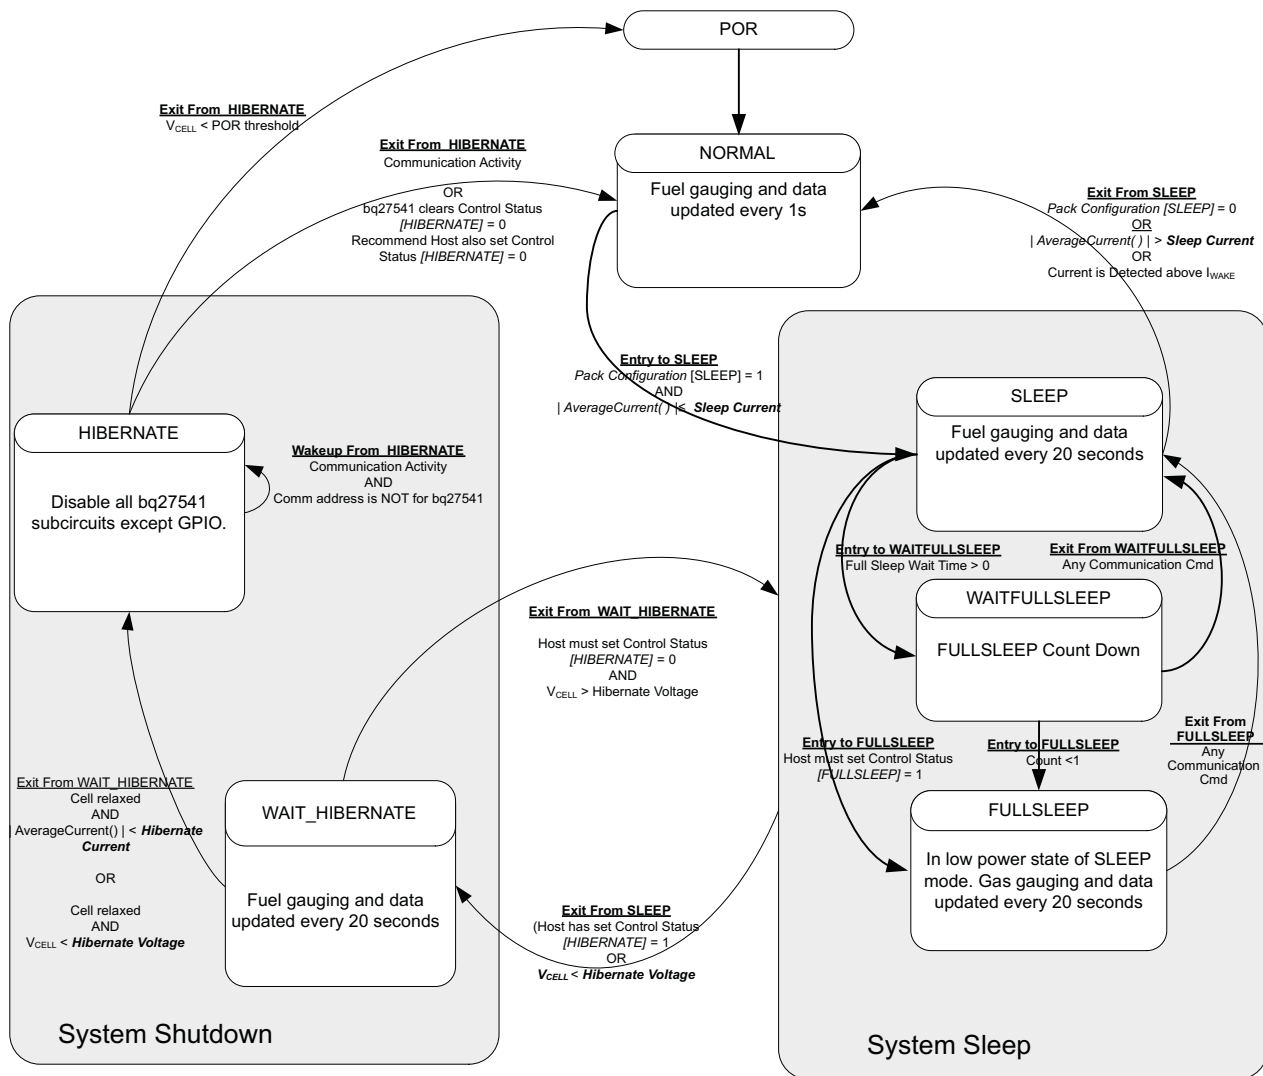 POR
Exit From HIBERNATE
VCELL < POR threshold
Exit From HIBERNATE
Communication Activity
OR
bq27541 clears Control Status
[HIBERNATE] = 0
Recommend Host also set Control
Status [HIBERNATE] = 0
NORMAL
Fuel gauging and data
updated every 1s
Exit From SLEEP
Pack Configuration [SLEEP] = 0
OR
| AverageCurrent( ) | > Sleep Current
OR
Current is Detected above IWAKE
Entry to SLEEP
Pack Configuration [SLEEP] = 1
AND
| AverageCurrent( ) |≤ Sleep Current
HIBERNATE
Disable all bq27541
subcircuits except GPIO.
Wakeup From HIBERNATE
Communication Activity
AND
Comm address is NOT for bq27541
SLEEP
Fuel gauging and data
updated every 20 seconds
Entry to WAITFULLSLEEP
Full Sleep Wait Time > 0
Exit From WAITFULLSLEEP
Any Communication Cmd
WAITFULLSLEEP
FULLSLEEP Count Down
Exit From WAIT_HIBERNATE
Host must set Control Status
[HIBERNATE] = 0
AND
VCELL > Hibernate Voltage
Entry to FULLSLEEP
Host must set Control Status
[FULLSLEEP] = 1
Entry to FULLSLEEP
Count <1
Exit From
FULLSLEEP
Any
Communication
Cmd
Exit From WAIT_HIBERNATE
Cell relaxed
AND
| AverageCurrent() | < Hibernate
Current
OR
Cell relaxed
AND
VCELL < Hibernate Voltage
WAIT_HIBERNATE
Fuel gauging and data
updated every 20 seconds
FULLSLEEP
In low power state of SLEEP
mode. Gas gauging and data
updated every 20 seconds
Exit From SLEEP
(Host has set Control Status
[HIBERNATE] = 1
OR
VCELL < Hibernate Voltage
System Shutdown
System Sleep